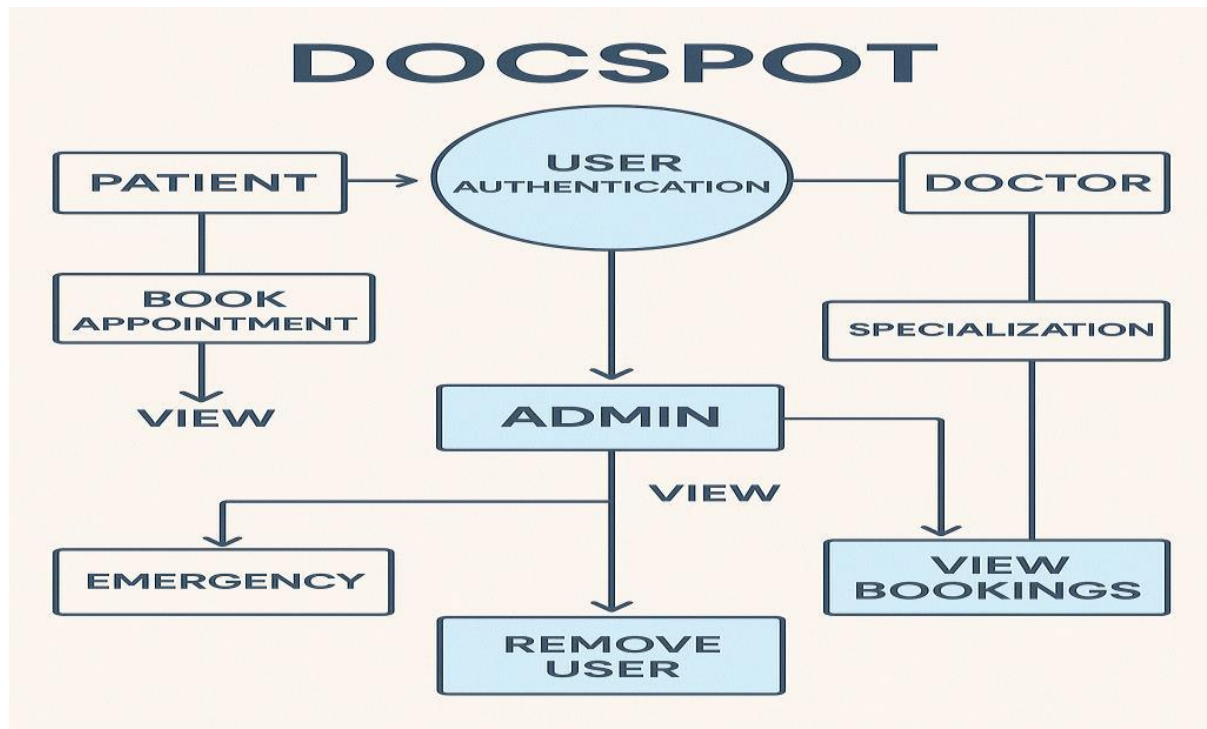 DOCSPOT
PATIENT
USER
AUTHENTICATION
DOCTOR
BOOK
APPOINTMENT
SPECIALIZATION
VIEW
ADMIN
VIEW
EMERGENCY
VIEW
BOOKINGS
REMOVE
USER